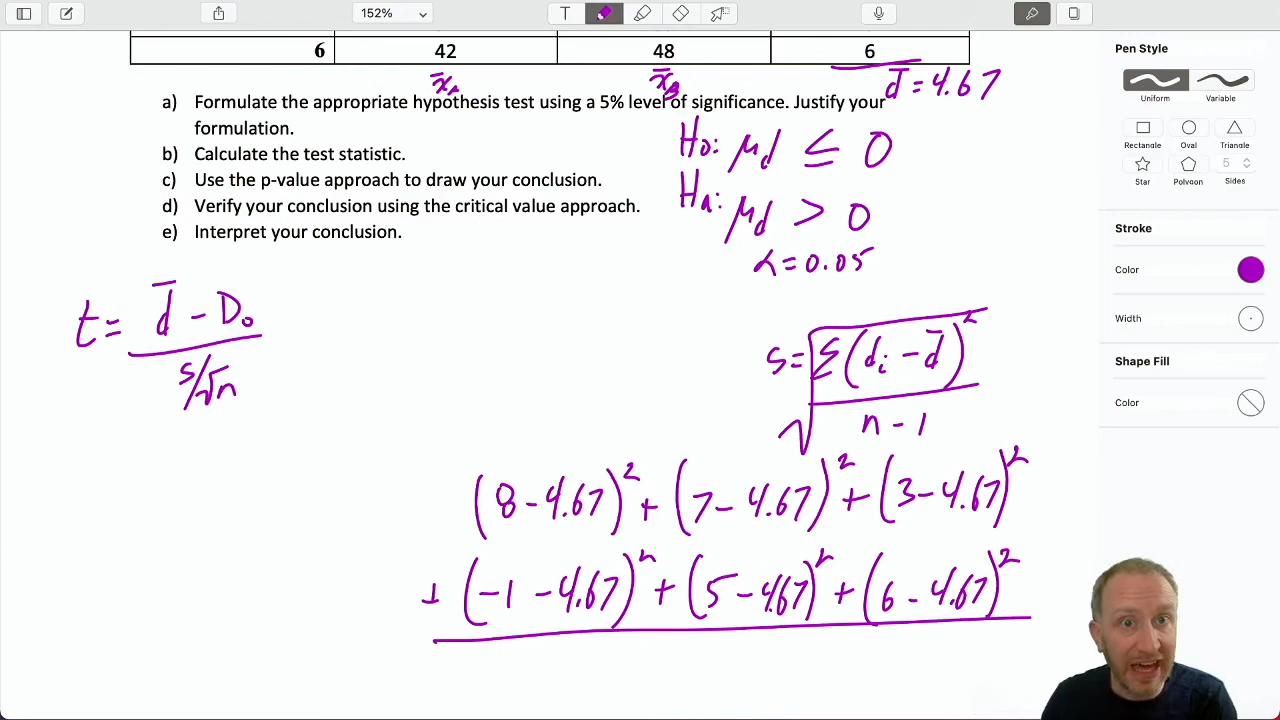 152%
T
6 42 48 6
x̄A x̄B d̄ = 4.67
a) Formulate the appropriate hypothesis test using a 5% level of significance. Justify your
formulation.
b) Calculate the test statistic.
c) Use the p-value approach to draw your conclusion.
d) Verify your conclusion using the critical value approach.
e) Interpret your conclusion.
H0: μd ≤ 0
Ha: μd > 0
α = 0.05
t = (d̄ - D0) / (s/√n)
s = √(Σ(di - d̄)² / (n - 1))
(8 - 4.67)² + (7 - 4.67)² + (3 - 4.67)²
+ (-1 - 4.67)² + (5 - 4.67)² + (6 - 4.67)²
Pen Style
Uniform Variable
Rectangle Oval Triangle
5
Star Polygon Sides
Stroke
Color
Width
Shape Fill
Color